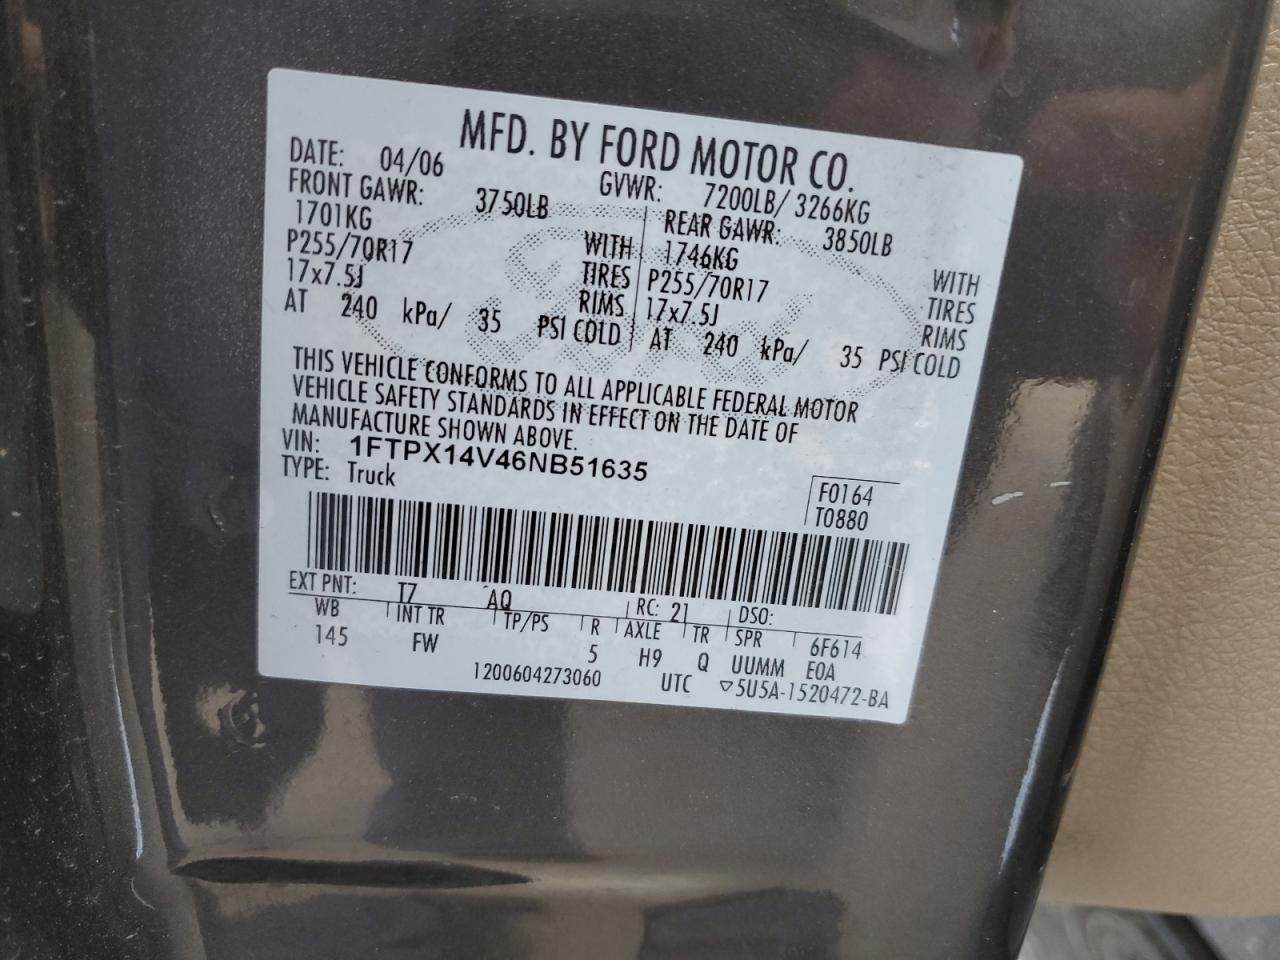 MFD. BY FORD MOTOR CO.
DATE: 04/06 GVWR: 7200LB/ 3266KG
FRONT GAWR: 3750LB REAR GAWR: 3850LB
1701KG WITH 1746KG WITH
P255/70R17 TIRES P255/70R17 TIRES
17x7.5J RIMS 17x7.5J RIMS
AT 240 kPa/ 35 PSI COLD AT 240 kPa/ 35 PSI COLD
THIS VEHICLE CONFORMS TO ALL APPLICABLE FEDERAL MOTOR
VEHICLE SAFETY STANDARDS IN EFFECT ON THE DATE OF
MANUFACTURE SHOWN ABOVE.
VIN: 1FTPX14V46NB51635
TYPE: Truck
F0164
T0880
EXT PNT: T7 AQ RC: 21 DSO:
WB INT TR TP/PS R AXLE TR SPR 6F614
145 FW 5 H9 Q UUMM E0A
1200604273060 UTC ▽5U5A-1520472-BA